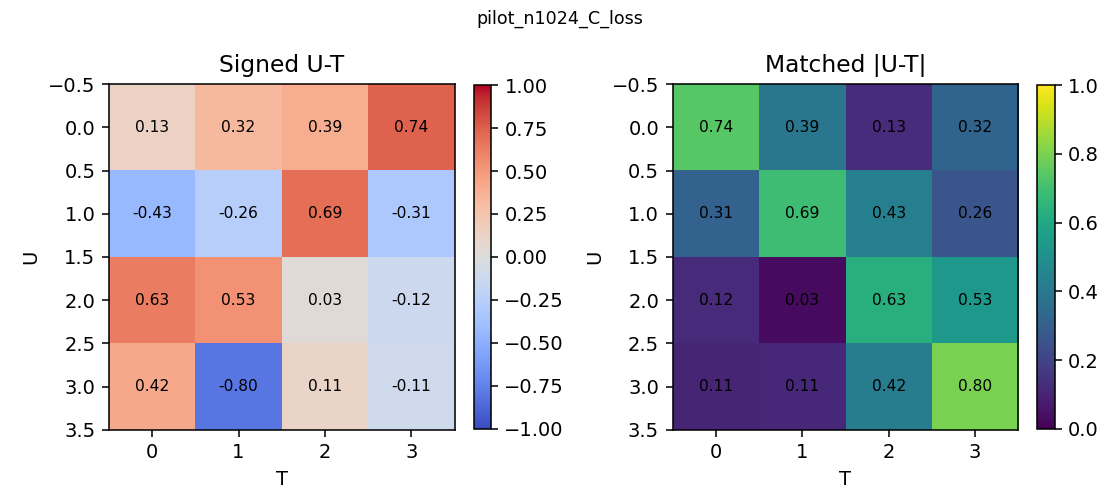 pilot_n1024_C_loss
Signed U-T
−0.5
0.0
0.5
1.0
1.5
2.0
2.5
3.0
3.5
U
0.13 0.32 0.39 0.74
-0.43 -0.26 0.69 -0.31
0.63 0.53 0.03 -0.12
0.42 -0.80 0.11 -0.11
0 1 2 3
T
1.00
0.75
0.50
0.25
0.00
−0.25
−0.50
−0.75
−1.00
Matched |U-T|
−0.5
0.0
0.5
1.0
1.5
2.0
2.5
3.0
3.5
U
0.74 0.39 0.13 0.32
0.31 0.69 0.43 0.26
0.12 0.03 0.63 0.53
0.11 0.11 0.42 0.80
0 1 2 3
T
1.0
0.8
0.6
0.4
0.2
0.0